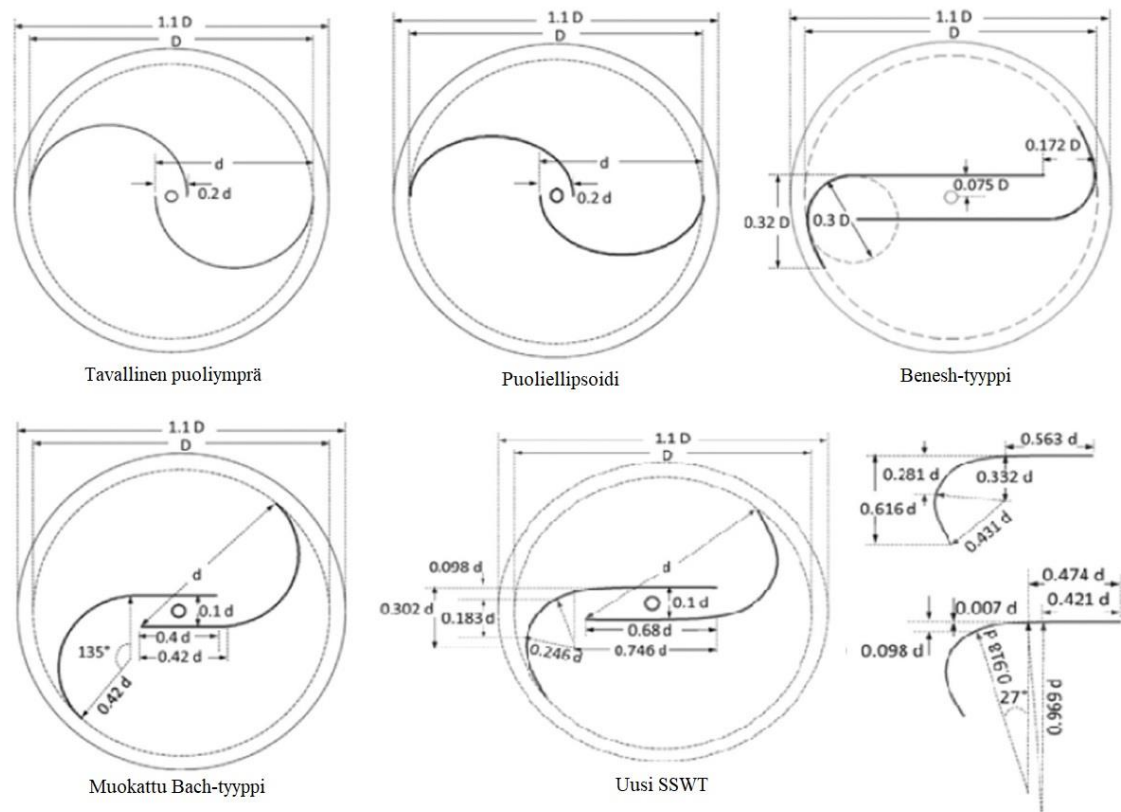 1.1 D
D
d
0.2 d
Tavallinen puoliymprä
1.1 D
D
d
0.2 d
Puoliellipsoidi
1.1 D
D
0.172 D
0.075 D
0.32 D
0.3 D
Benesh-tyyppi
1.1 D
D
d
0.1 d
0.4 d
0.42 d
135°
0.42 d
Muokattu Bach-tyyppi
1.1 D
D
d
0.098 d
0.302 d
0.183 d
0.1 d
0.68 d
0.246 d
0.746 d
Uusi SSWT
0.563 d
0.281 d
0.332 d
0.616 d
0.431 d
0.474 d
0.007 d
0.421 d
0.098 d
0.918 d
27°
0.969 d